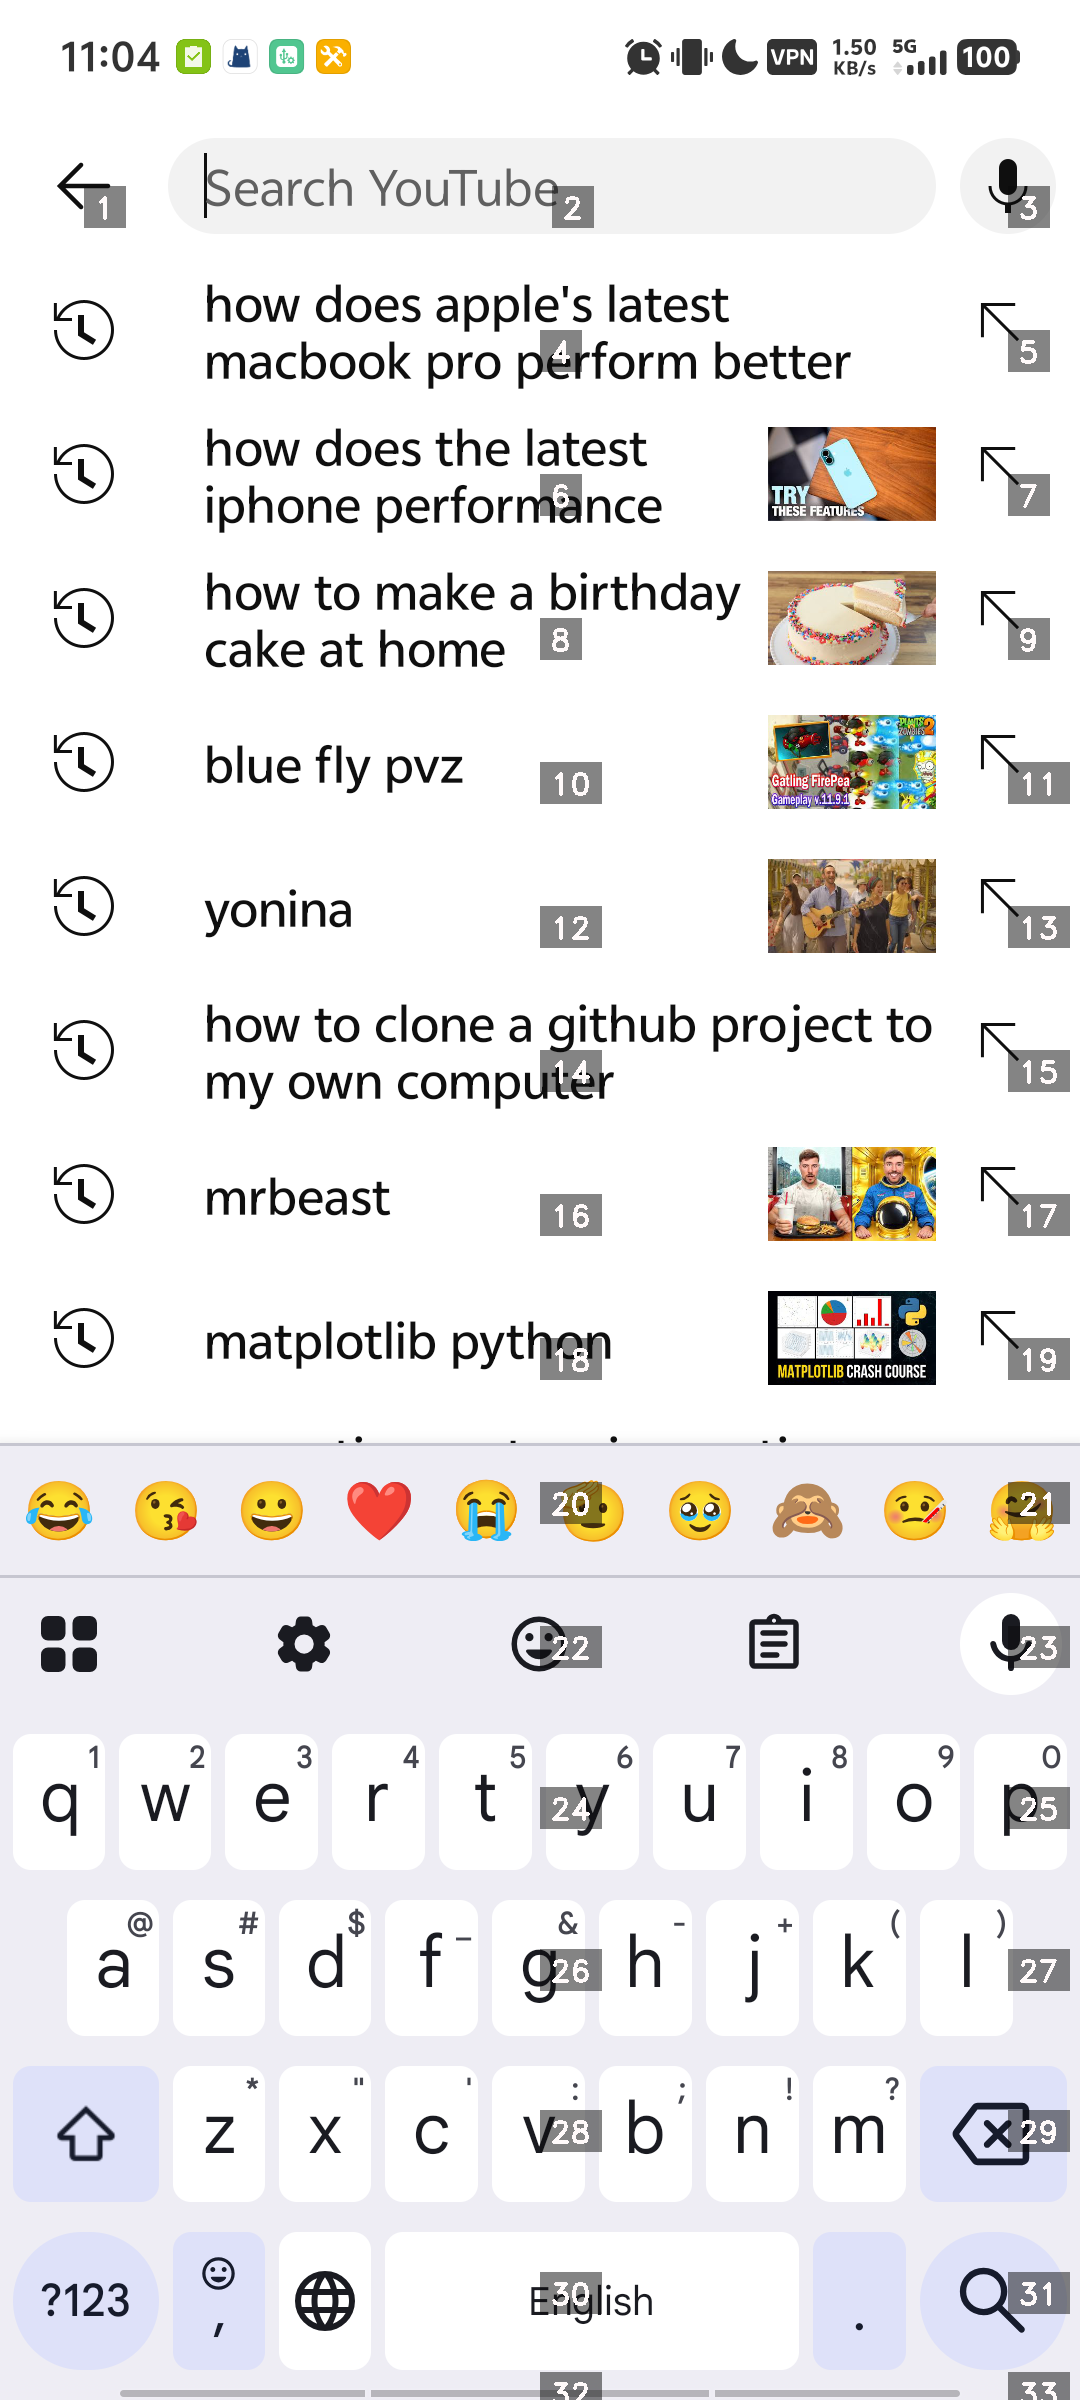 11:04
VPN
1.50 KB/s
5G
100
1
Search YouTube
2
3
how does apple's latest
macbook pro perform better
4
5
how does the latest
iphone performance
6
TRY
THESE FEATURES
7
how to make a birthday
cake at home
8
9
blue fly pvz
10
PLANTS ZOMBIES 2
Gatling FirePea
Gameplay v.11.9.1
11
yonina
12
13
how to clone a github project to
my own computer
14
15
mrbeast
16
17
matplotlib python
18
MATPLOTLIB CRASH COURSE
19
20
21
22
23
1 2 3 4 5 6 7 8 9 0
q w e r t y u i o p
24
25
@ # $ _ & - + ( )
a s d f g h j k l
26
27
* " ' : ; ! ?
z x c v b n m
28
29
?123
,
English
30
.
31
32
33